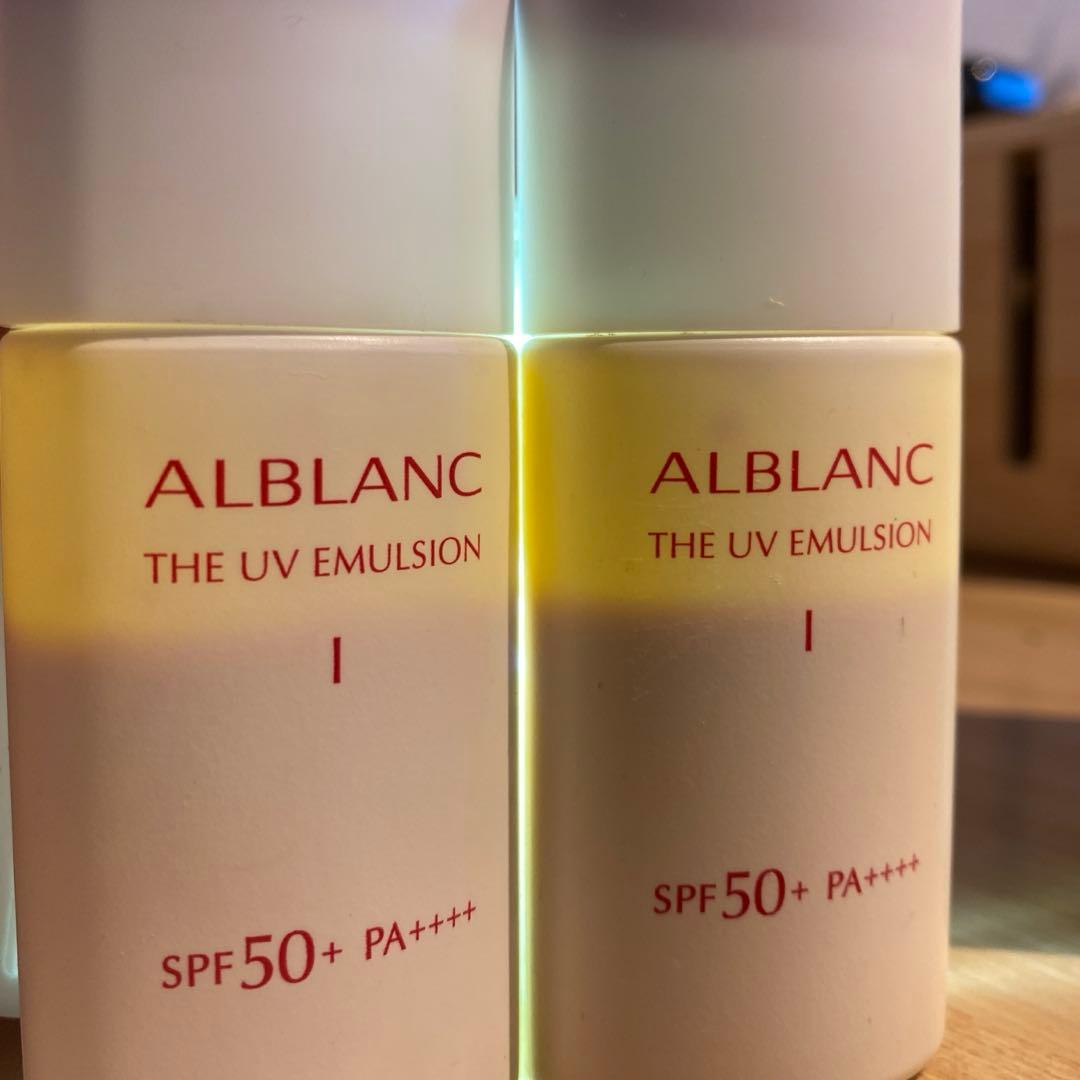 ALBLANC
THE UV EMULSION
I
SPF50+ PA++++
ALBLANC
THE UV EMULSION
I
SPF50+ PA++++